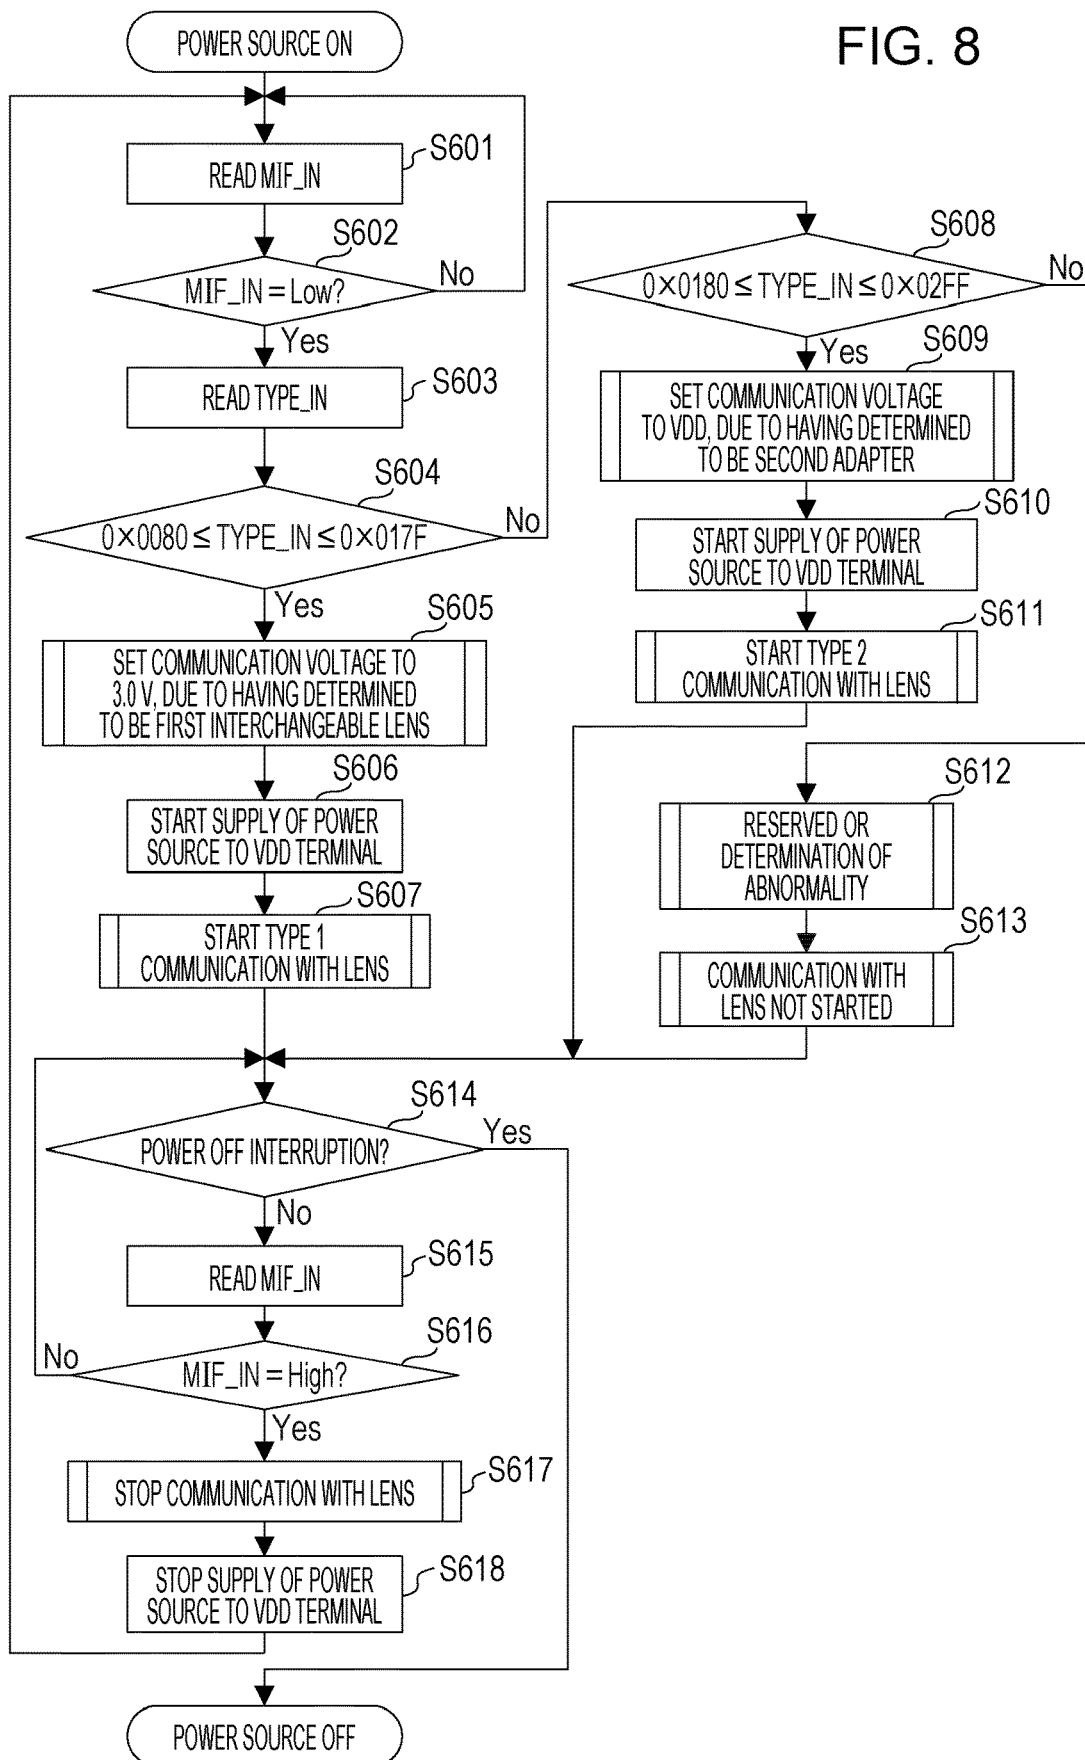 FIG. 8
POWER SOURCE ON
S601
READ MIF_IN
S602
MIF_IN = Low?
No
Yes
S603
READ TYPE_IN
S604
0×0080 ≤ TYPE_IN ≤ 0×017F
No
Yes
S605
SET COMMUNICATION VOLTAGE TO
3.0 V, DUE TO HAVING DETERMINED
TO BE FIRST INTERCHANGEABLE LENS
S606
START SUPPLY OF POWER
SOURCE TO VDD TERMINAL
S607
START TYPE 1
COMMUNICATION WITH LENS
S608
0×0180 ≤ TYPE_IN ≤ 0×02FF
No
Yes
S609
SET COMMUNICATION VOLTAGE
TO VDD, DUE TO HAVING DETERMINED
TO BE SECOND ADAPTER
S610
START SUPPLY OF POWER
SOURCE TO VDD TERMINAL
S611
START TYPE 2
COMMUNICATION WITH LENS
S612
RESERVED OR
DETERMINATION OF
ABNORMALITY
S613
COMMUNICATION WITH
LENS NOT STARTED
S614
POWER OFF INTERRUPTION?
Yes
No
S615
READ MIF_IN
S616
No
MIF_IN = High?
Yes
S617
STOP COMMUNICATION WITH LENS
S618
STOP SUPPLY OF POWER
SOURCE TO VDD TERMINAL
POWER SOURCE OFF